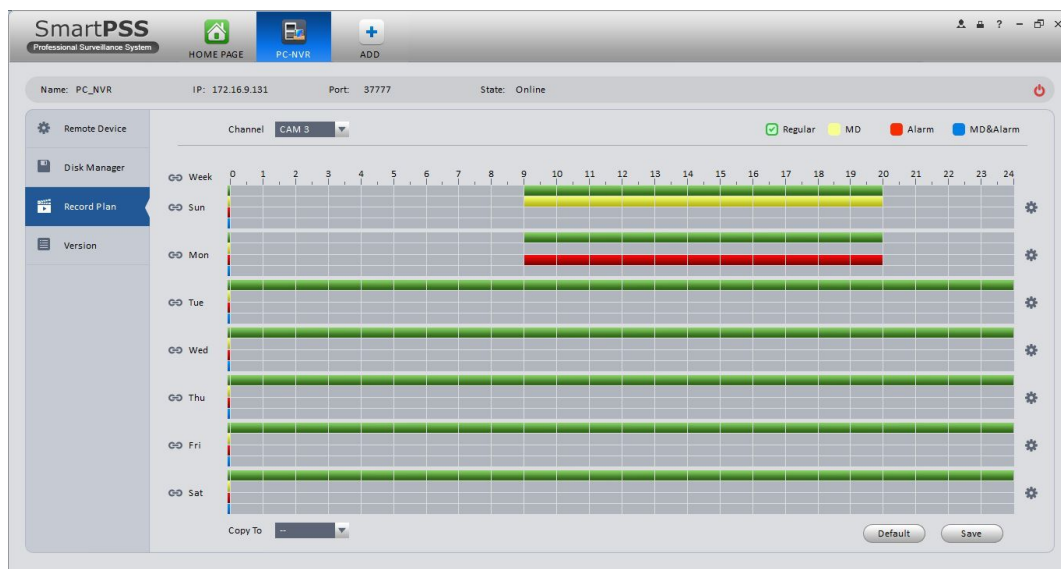 SmartPSS
Professional Surveillance System
HOME PAGE
PC-NVR
ADD
?
Name: PC_NVR
IP: 172.16.9.131
Port: 37777
State: Online
Remote Device
Disk Manager
Record Plan
Version
Channel CAM 3
Regular MD Alarm MD&Alarm
Week 0 1 2 3 4 5 6 7 8 9 10 11 12 13 14 15 16 17 18 19 20 21 22 23 24
Sun
Mon
Tue
Wed
Thu
Fri
Sat
Copy To --
Default Save